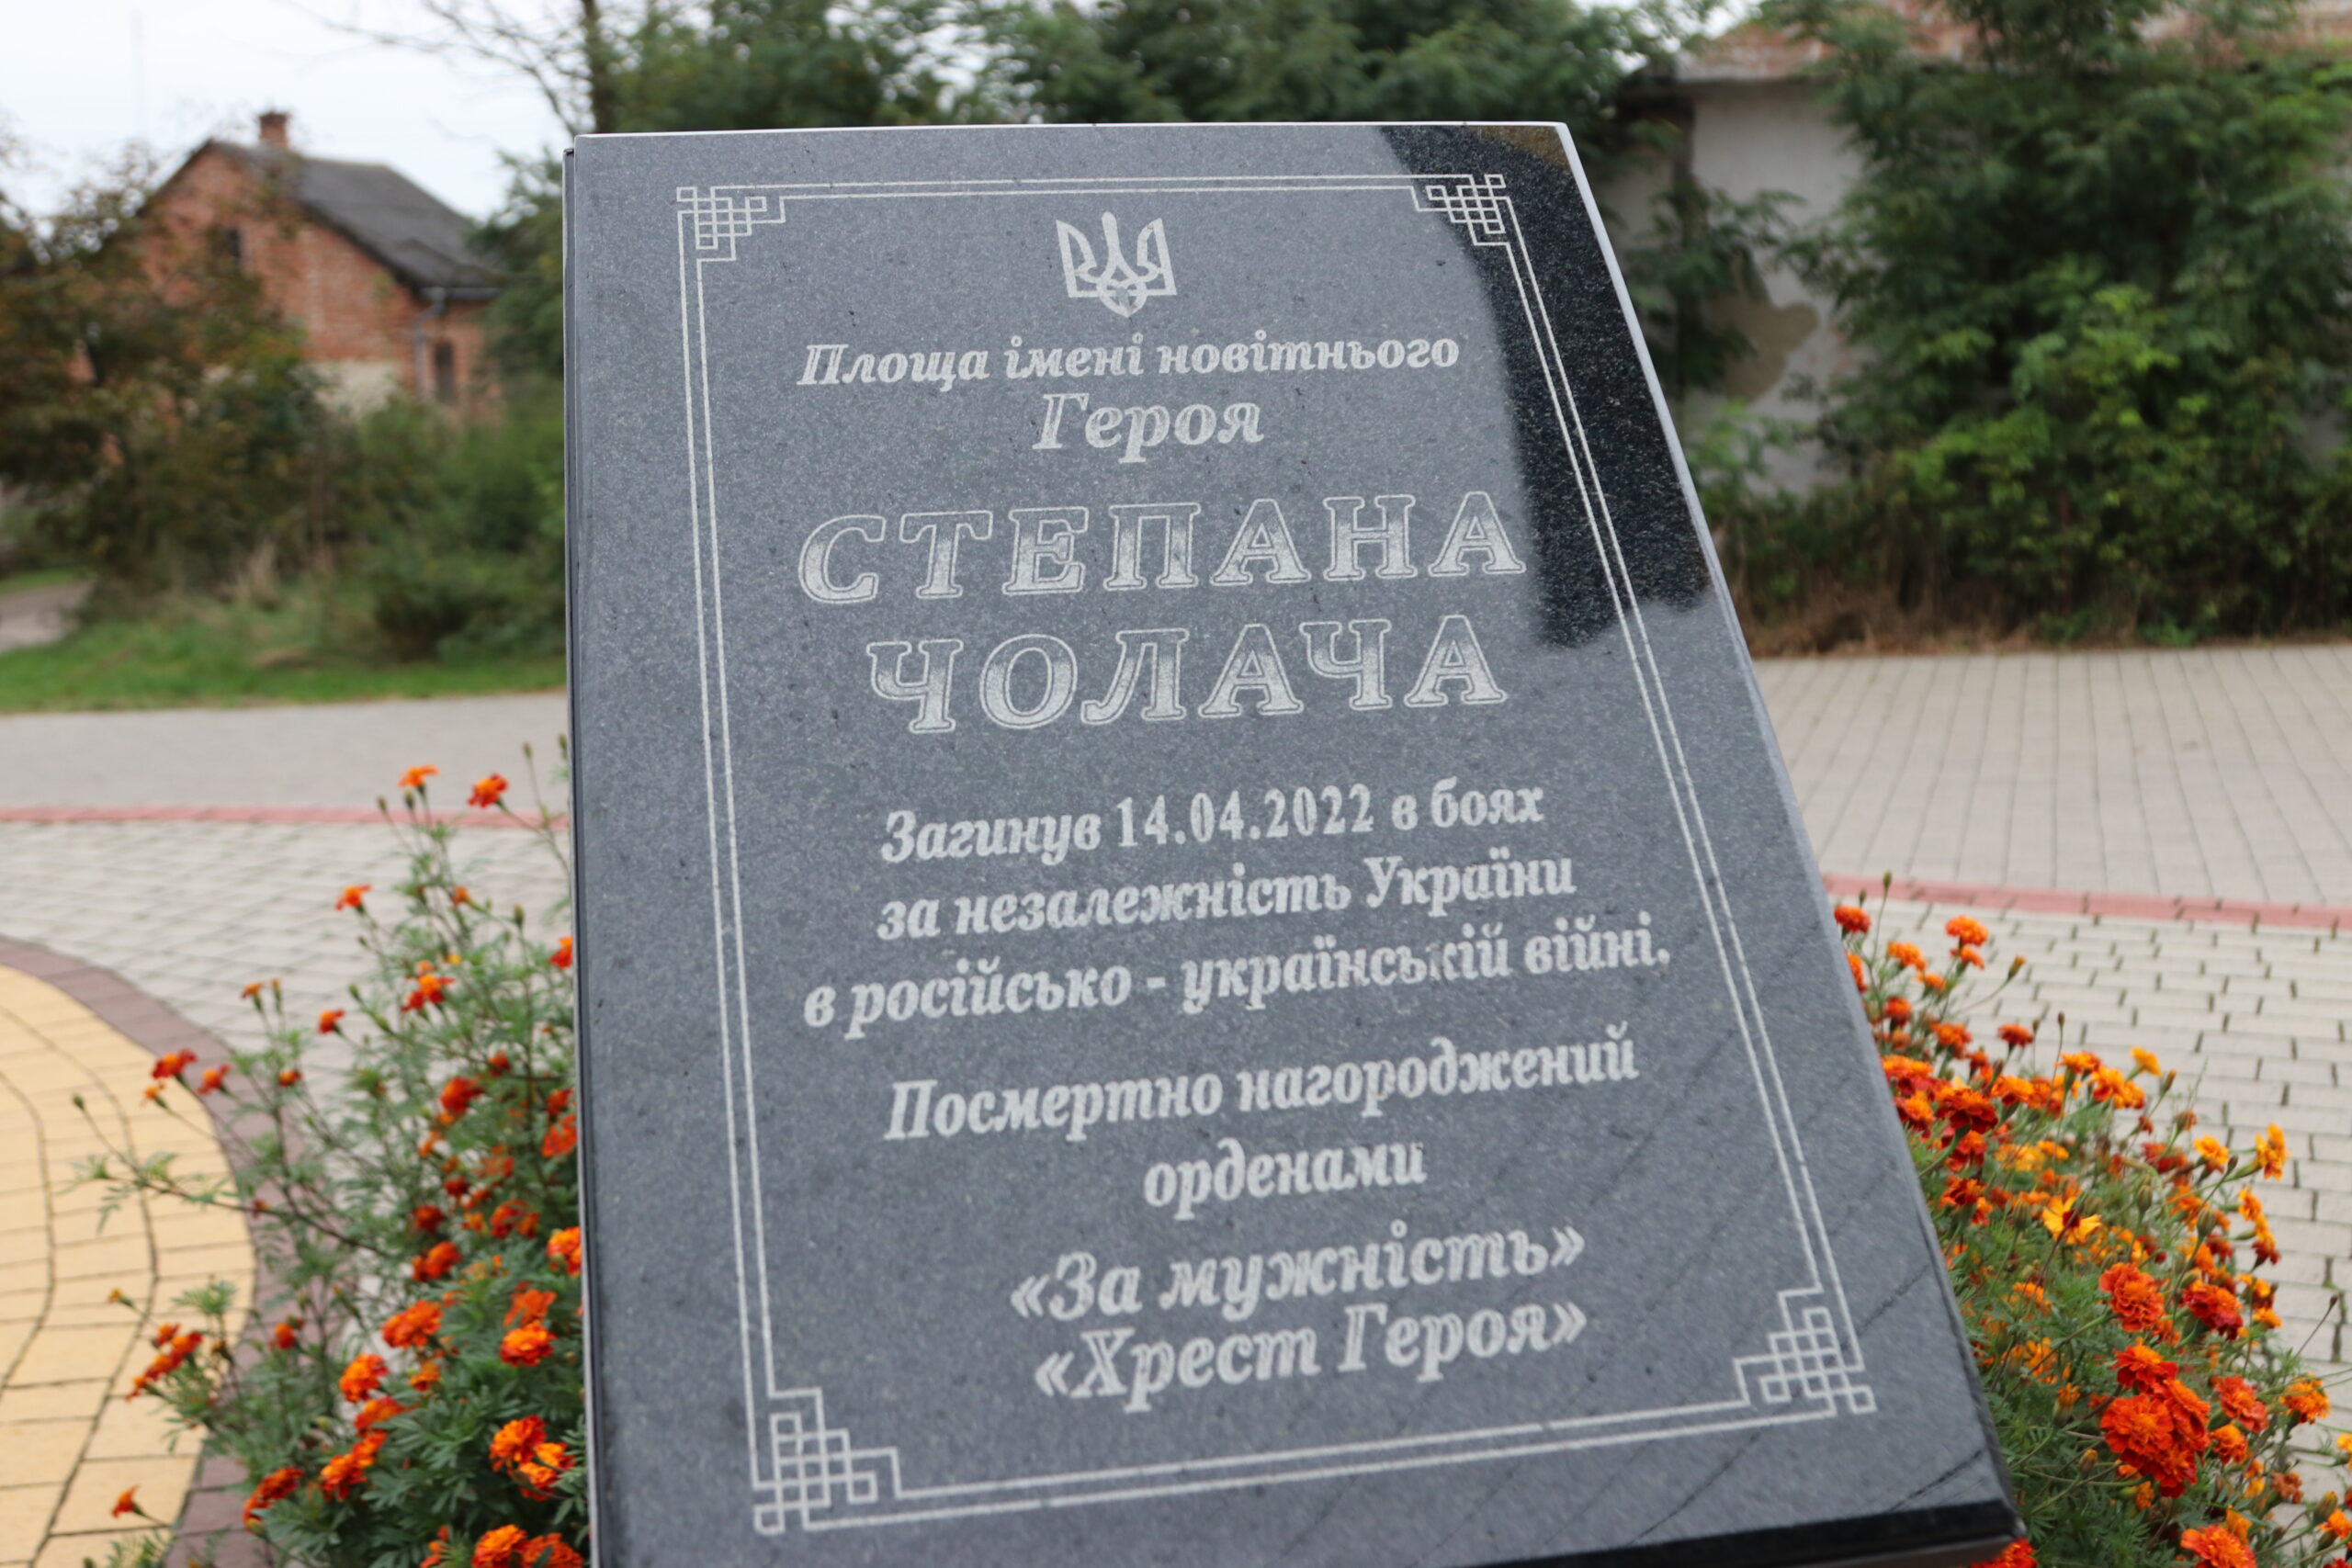 Площа імені новітнього
Героя
СТЕПАНА
ЧОЛАЧА
Загинув 14.04.2022 в боях
за незалежність України
в російсько - українській війні.
Посмертно нагороджений
орденами
«За мужність»
«Хрест Героя»